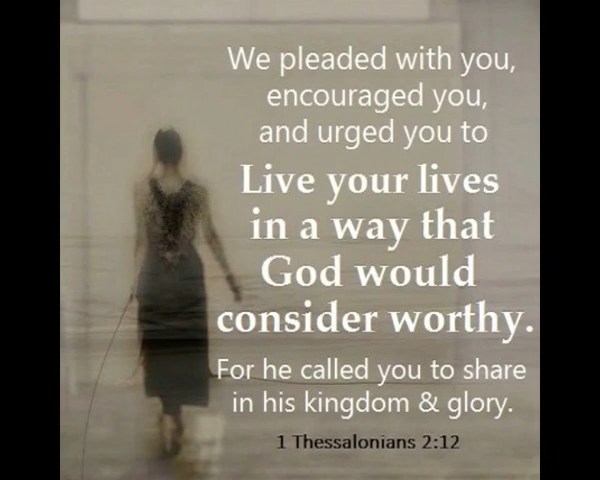 We pleaded with you,
encouraged you,
and urged you to
Live your lives
in a way that
God would
consider worthy.
For he called you to share
in his kingdom & glory.
1 Thessalonians 2:12